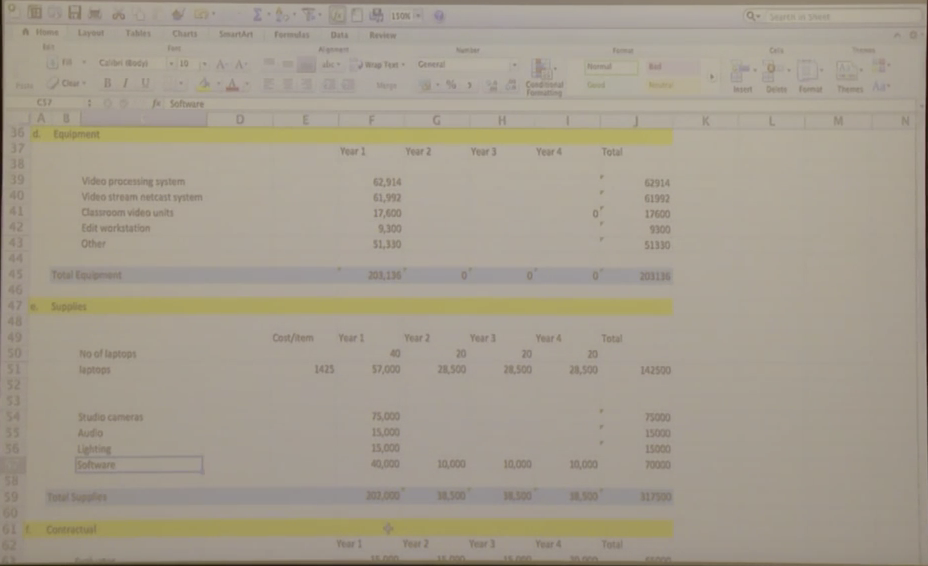 150%
Search in Sheet
Home Layout Tables Charts SmartArt Formulas Data Review
Edit Font Alignment Number Format Cells Themes
Fill Calibri (Body) 10 A A abc Wrap Text General Normal Bad
Paste Clear B I U A Merge % Conditional Formatting Good Neutral Insert Delete Format Themes Aa
C57 fx Software
A B D E F G H I J K L M N
36 d. Equipment
37 Year 1 Year 2 Year 3 Year 4 Total
38
39 Video processing system 62,914 62914
40 Video stream netcast system 61,992 61992
41 Classroom video units 17,600 0 17600
42 Edit workstation 9,300 9300
43 Other 51,330 51330
44
45 Total Equipment 203,136 0 0 0 203136
46
47 e. Supplies
48
49 Cost/item Year 1 Year 2 Year 3 Year 4 Total
50 No of laptops 40 20 20 20
51 laptops 1425 57,000 28,500 28,500 28,500 142500
52
53
54 Studio cameras 75,000 75000
55 Audio 15,000 15000
56 Lighting 15,000 15000
Software 40,000 10,000 10,000 10,000 70000
58
59 Total Supplies 202,000 38,500 38,500 38,500 317500
60
61 f. Contractual
62 Year 1 Year 2 Year 3 Year 4 Total